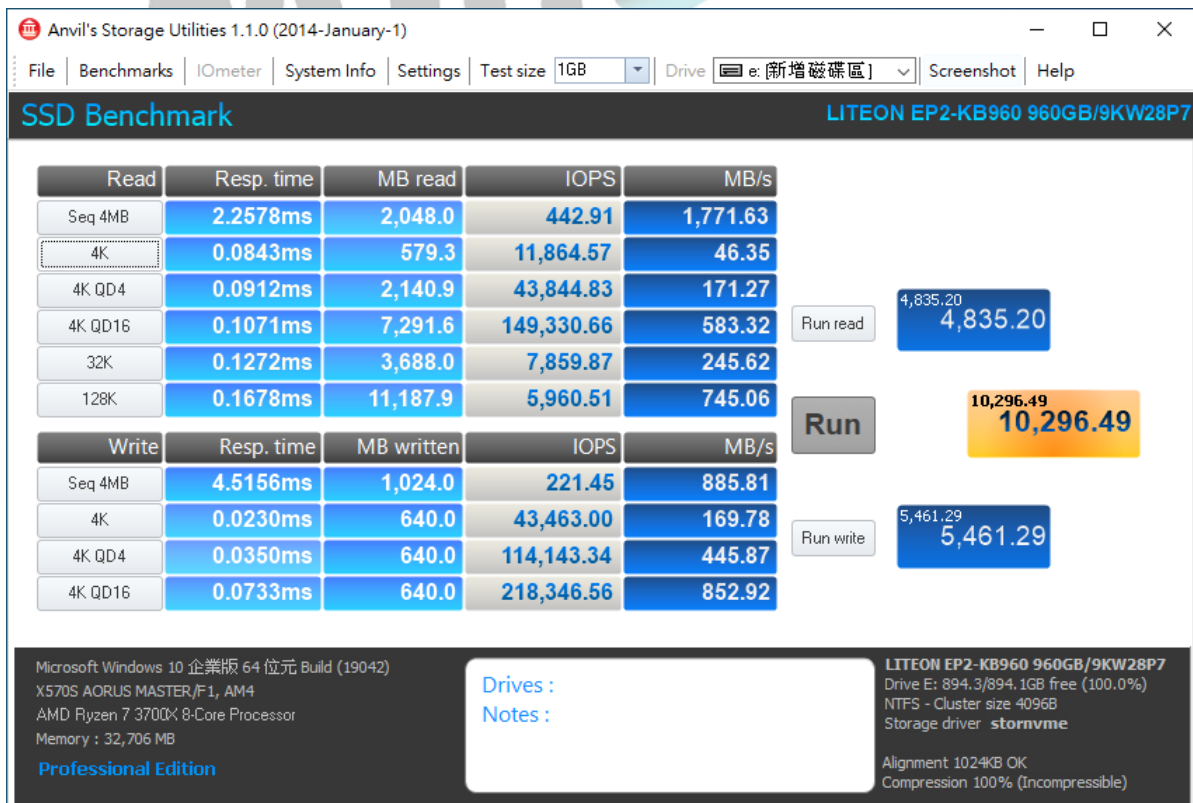 Anvil's Storage Utilities 1.1.0 (2014-January-1)
File Benchmarks IOmeter System Info Settings Test size 1GB Drive e: [新增磁碟區] Screenshot Help
SSD Benchmark LITEON EP2-KB960 960GB/9KW28P7
Read Resp. time MB read IOPS MB/s
Seq 4MB 2.2578ms 2,048.0 442.91 1,771.63
4K 0.0843ms 579.3 11,864.57 46.35
4K QD4 0.0912ms 2,140.9 43,844.83 171.27
4K QD16 0.1071ms 7,291.6 149,330.66 583.32
32K 0.1272ms 3,688.0 7,859.87 245.62
128K 0.1678ms 11,187.9 5,960.51 745.06
Run read
4,835.20
4,835.20
Run
10,296.49
10,296.49
Write Resp. time MB written IOPS MB/s
Seq 4MB 4.5156ms 1,024.0 221.45 885.81
4K 0.0230ms 640.0 43,463.00 169.78
4K QD4 0.0350ms 640.0 114,143.34 445.87
4K QD16 0.0733ms 640.0 218,346.56 852.92
Run write
5,461.29
5,461.29
Microsoft Windows 10 企業版 64 位元 Build (19042)
X570S AORUS MASTER/F1, AM4
AMD Ryzen 7 3700X 8-Core Processor
Memory : 32,706 MB
Professional Edition
Drives :
Notes :
LITEON EP2-KB960 960GB/9KW28P7
Drive E: 894.3/894.1GB free (100.0%)
NTFS - Cluster size 4096B
Storage driver stornvme
Alignment 1024KB OK
Compression 100% (Incompressible)